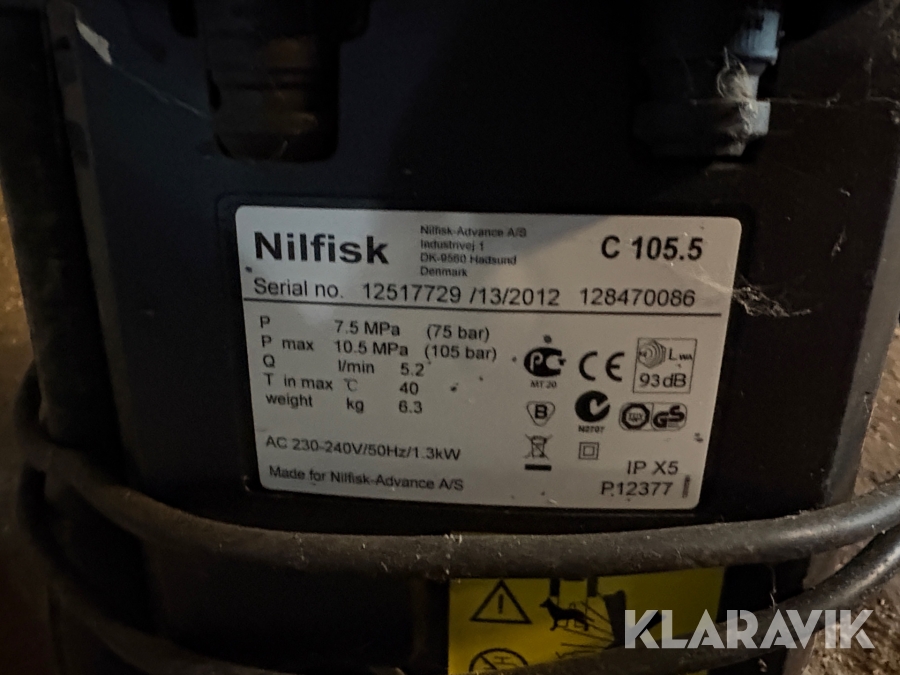 Nilfisk
Nilfisk-Advance A/S
Industrivej 1
DK-9560 Hadsund
Denmark
C 105.5
Serial no. 12517729 /13/2012 128470086
P 7.5 MPa (75 bar)
P max 10.5 MPa (105 bar)
Q l/min 5.2
T in max °C 40
weight kg 6.3
AC 230-240V/50Hz/1.3kW
Made for Nilfisk-Advance A/S
PG
MT 20
CE
LWA
93dB
B
N2707
GS
IP X5
P12377
KLARAVIK